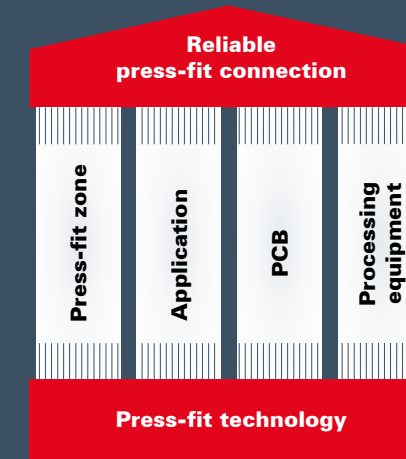 Reliable
press-fit connection
Press-fit zone
Application
PCB
Processing
equipment
Press-fit technology